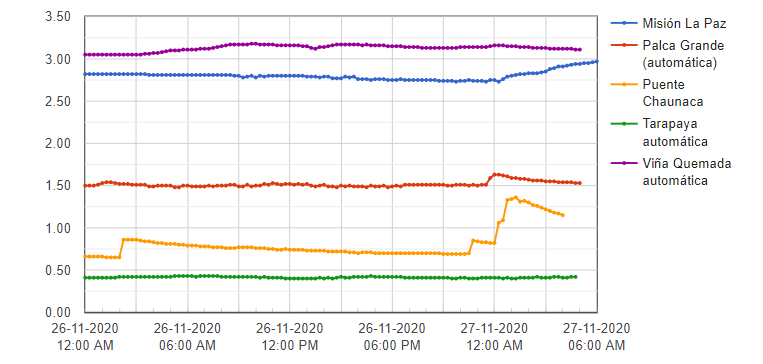 3.50
3.00
2.50
2.00
1.50
1.00
0.50
0.00
26-11-2020
12:00 AM
26-11-2020
06:00 AM
26-11-2020
12:00 PM
26-11-2020
06:00 PM
27-11-2020
12:00 AM
27-11-2020
06:00 AM
Misión La Paz
Palca Grande
(automática)
Puente
Chaunaca
Tarapaya
automática
Viña Quemada
automática